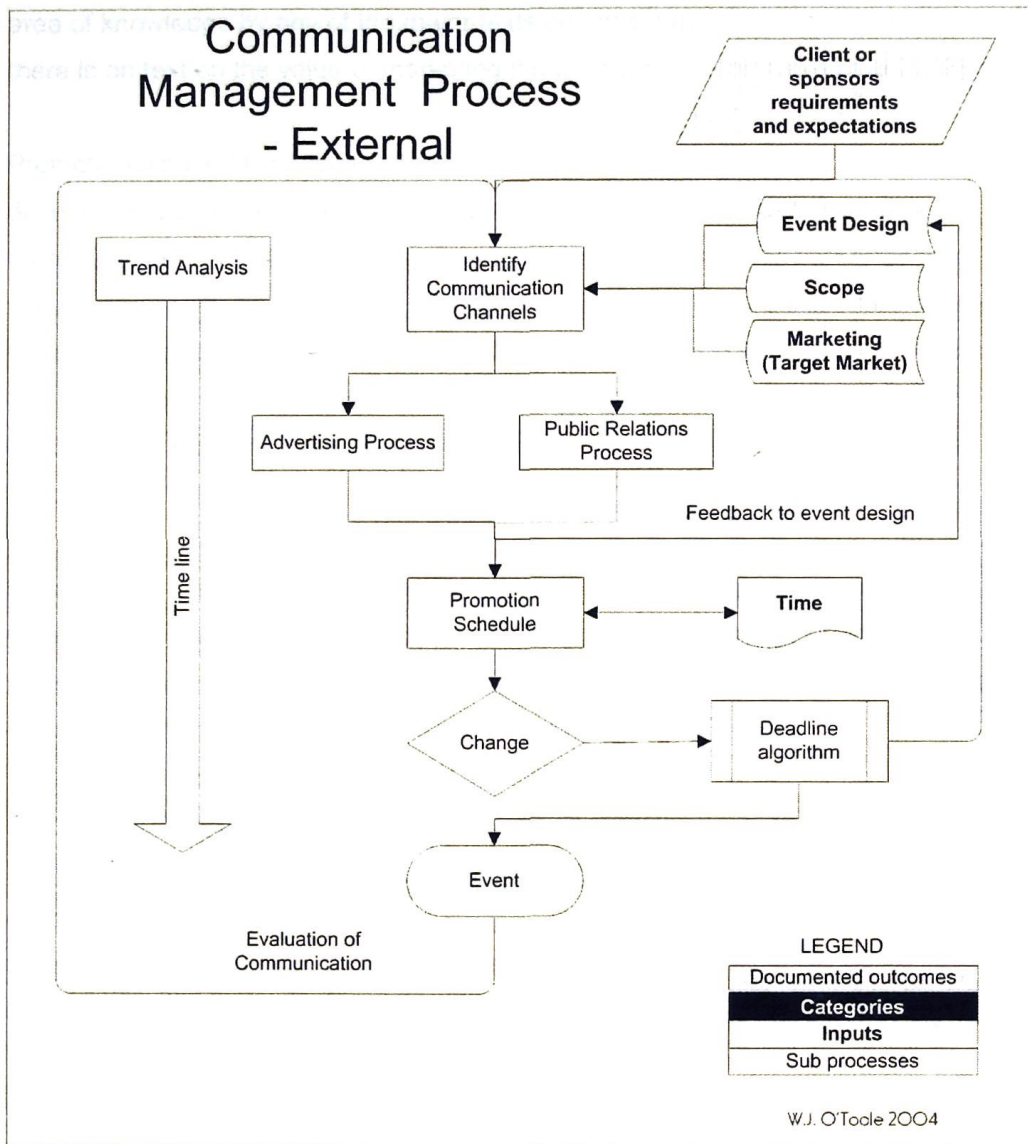 Communication
Management Process
- External
Client or
sponsors
requirements
and expectations
Trend Analysis
Identify
Communication
Channels
Event Design
Scope
Marketing
(Target Market)
Advertising Process
Public Relations
Process
Feedback to event design
Time line
Promotion
Schedule
Time
Change
Deadline
algorithm
Event
Evaluation of
Communication
LEGEND
Documented outcomes
Categories
Inputs
Sub processes
W.J. O'Toole 2004